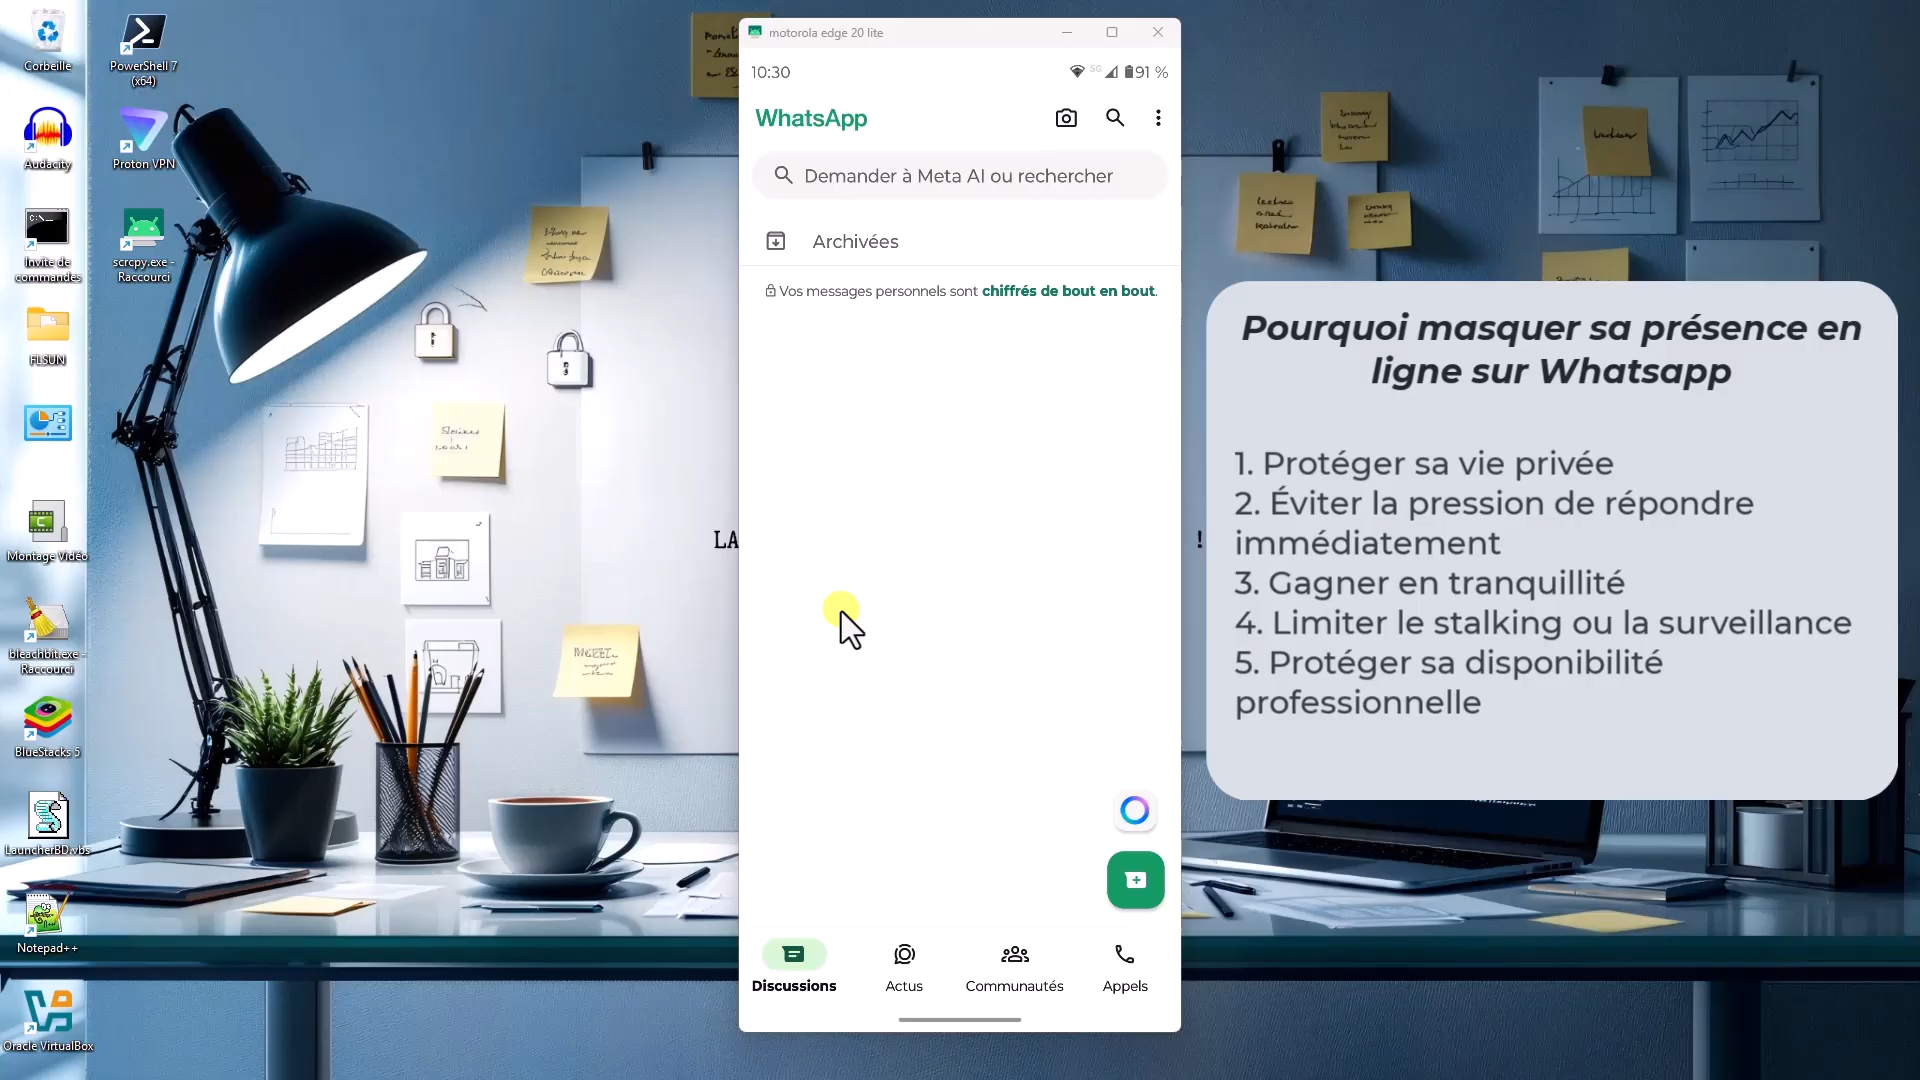 Corbeille
PowerShell 7
(x64)
Audacity
Proton VPN
Invite de
commandes
scrcpy.exe -
Raccourci
FLSUN
Montage Vidéo
bleachbit.exe -
Raccourci
BlueStacks 5
LauncherBD.vbs
Notepad++
Oracle VirtualBox
LA
!
motorola edge 20 lite
10:30
5G
91 %
WhatsApp
Demander à Meta AI ou rechercher
Archivées
Vos messages personnels sont chiffrés de bout en bout.
Discussions
Actus
Communautés
Appels
Pourquoi masquer sa présence en
ligne sur Whatsapp
1. Protéger sa vie privée
2. Éviter la pression de répondre
immédiatement
3. Gagner en tranquillité
4. Limiter le stalking ou la surveillance
5. Protéger sa disponibilité
professionnelle